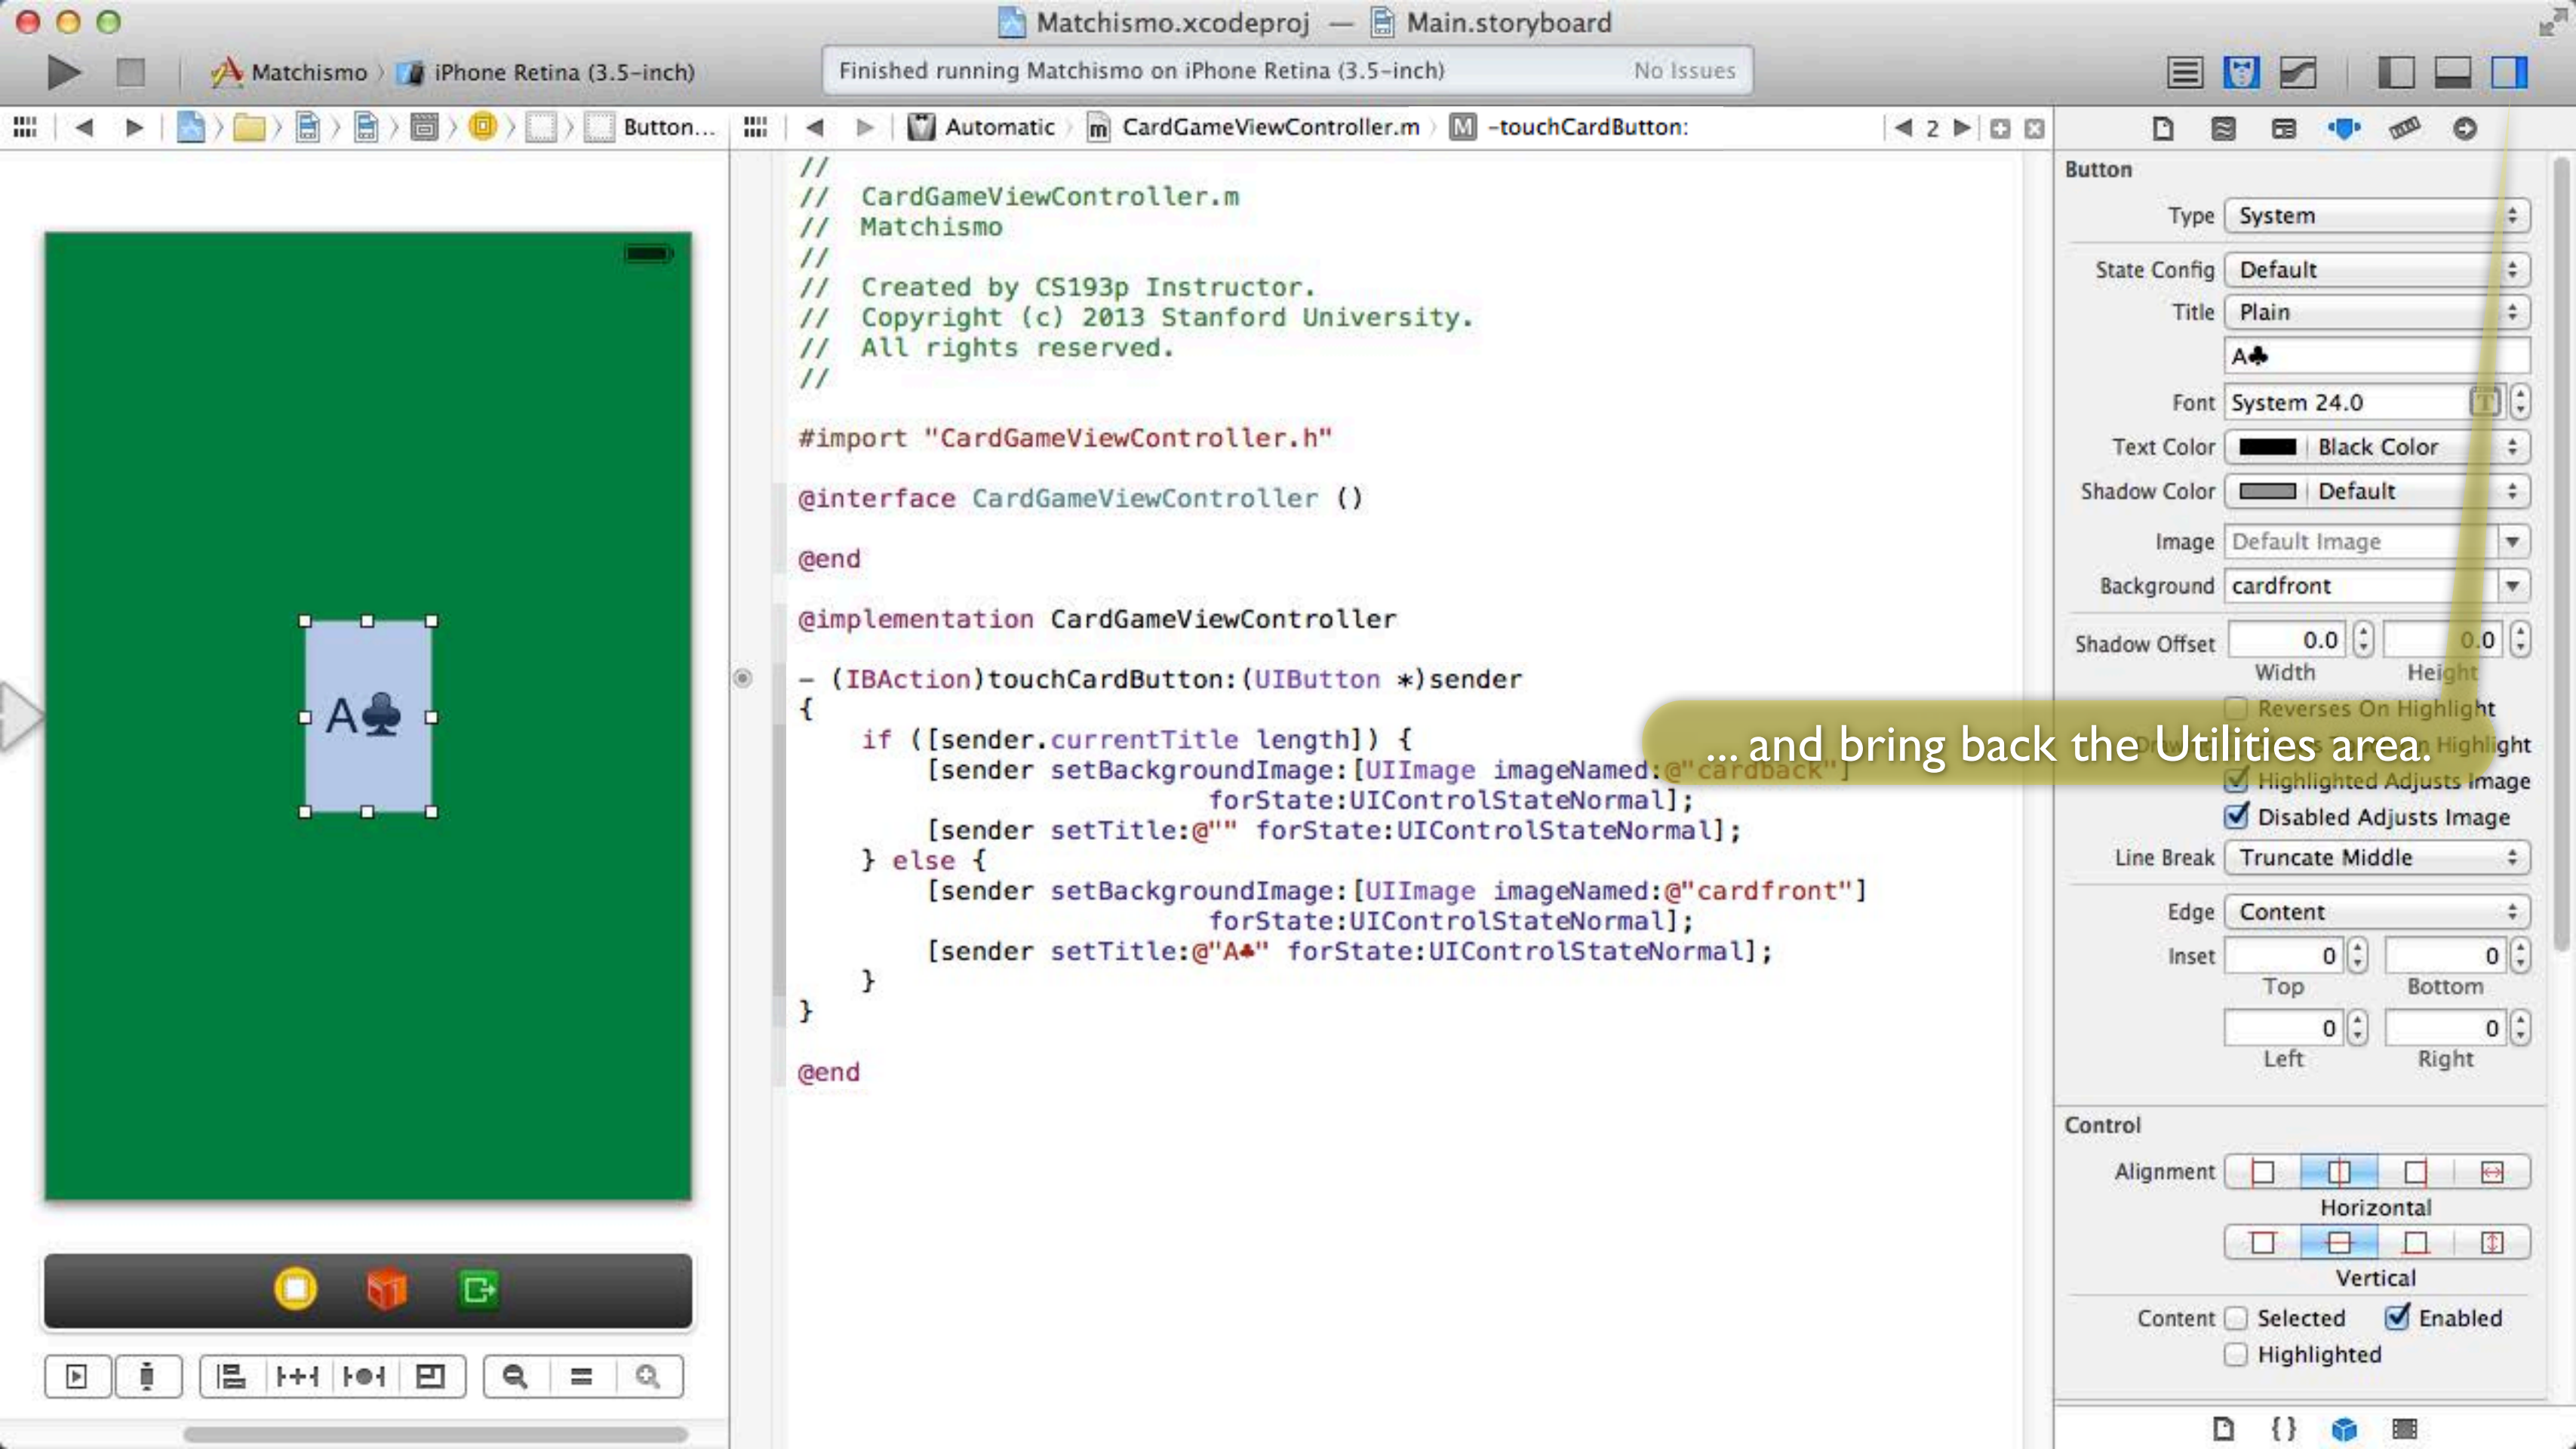 Matchismo.xcodeproj — Main.storyboard
Matchismo iPhone Retina (3.5-inch)
Finished running Matchismo on iPhone Retina (3.5-inch) No Issues
Button...
Automatic CardGameViewController.m M -touchCardButton: 2
A♣
//
// CardGameViewController.m
// Matchismo
//
// Created by CS193p Instructor.
// Copyright (c) 2013 Stanford University.
// All rights reserved.
//
#import "CardGameViewController.h"
@interface CardGameViewController ()
@end
@implementation CardGameViewController
- (IBAction)touchCardButton:(UIButton *)sender
{
if ([sender.currentTitle length]) {
[sender setBackgroundImage:[UIImage imageNamed:@"cardback"]
forState:UIControlStateNormal];
[sender setTitle:@"" forState:UIControlStateNormal];
} else {
[sender setBackgroundImage:[UIImage imageNamed:@"cardfront"]
forState:UIControlStateNormal];
[sender setTitle:@"A♣" forState:UIControlStateNormal];
}
}
@end
... and bring back the Utilities area.
Button
Type System
State Config Default
Title Plain
A♣
Font System 24.0
Text Color Black Color
Shadow Color Default
Image Default Image
Background cardfront
Shadow Offset 0.0 0.0
Width Height
Reverses On Highlight
Highlight
Highlighted Adjusts Image
Disabled Adjusts Image
Line Break Truncate Middle
Edge Content
Inset 0 0
Top Bottom
0 0
Left Right
Control
Alignment
Horizontal
Vertical
Content Selected Enabled
Highlighted